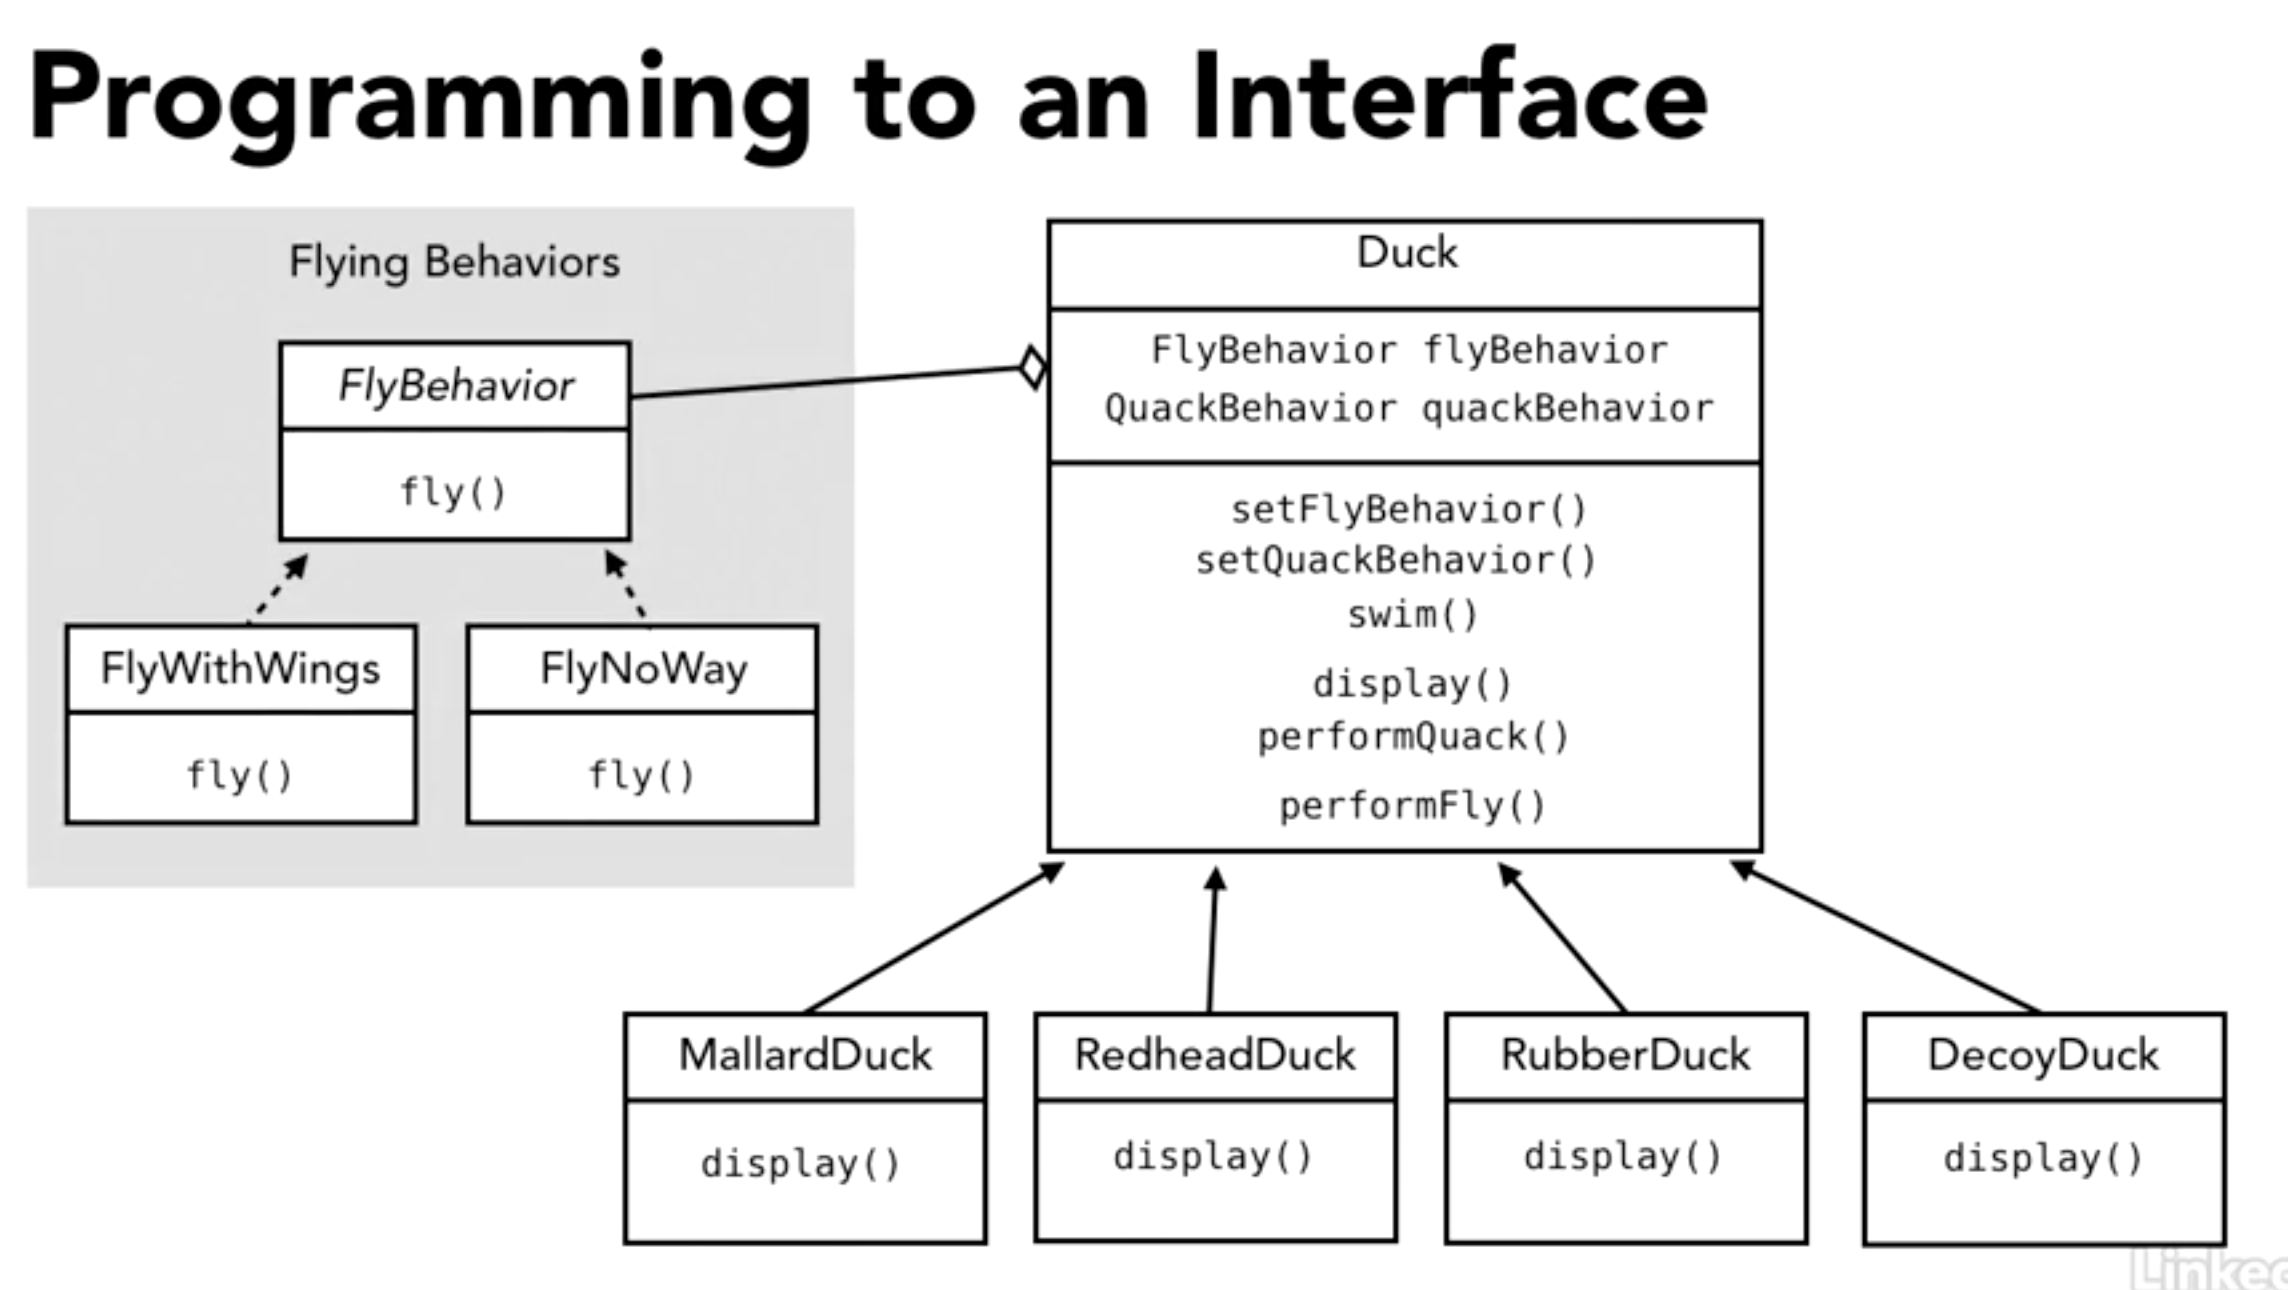 Programming to an Interface
Flying Behaviors
FlyBehavior
fly()
FlyWithWings
fly()
FlyNoWay
fly()
Duck
FlyBehavior flyBehavior
QuackBehavior quackBehavior
setFlyBehavior()
setQuackBehavior()
swim()
display()
performQuack()
performFly()
MallardDuck
display()
RedheadDuck
display()
RubberDuck
display()
DecoyDuck
display()